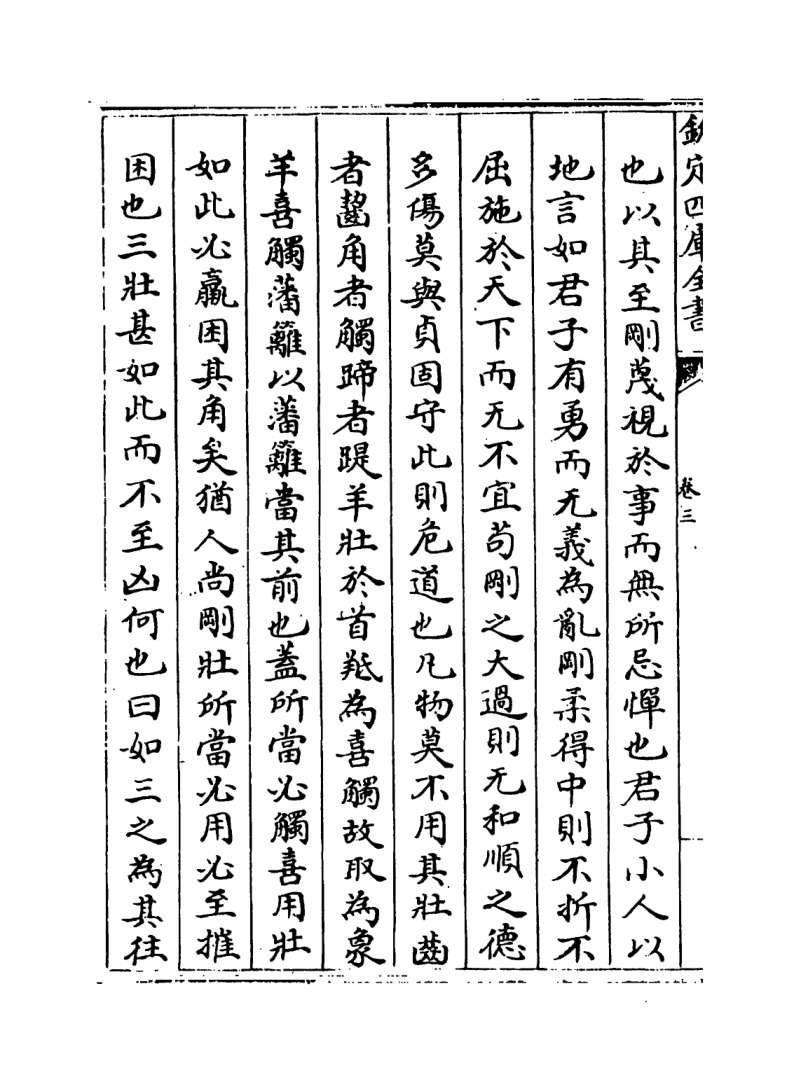 欽定四庫全書
卷三
也以其至剛蔑視於事而無所忌憚也君子小人以
地言如君子有勇而无義為亂剛柔得中則不折不
屈施於天下而无不宜苟剛之大過則无和順之德
多傷莫與貞固守此則危道也凡物莫不用其壯齒
者齧角者觸蹄者踶羊壯於首羝為喜觸故取為象
羊喜觸藩籬以藩籬當其前也蓋所當必觸喜用壯
如此必羸困其角矣猶人尚剛壯所當必用必至摧
困也三壯甚如此而不至凶何也曰如三之為其往